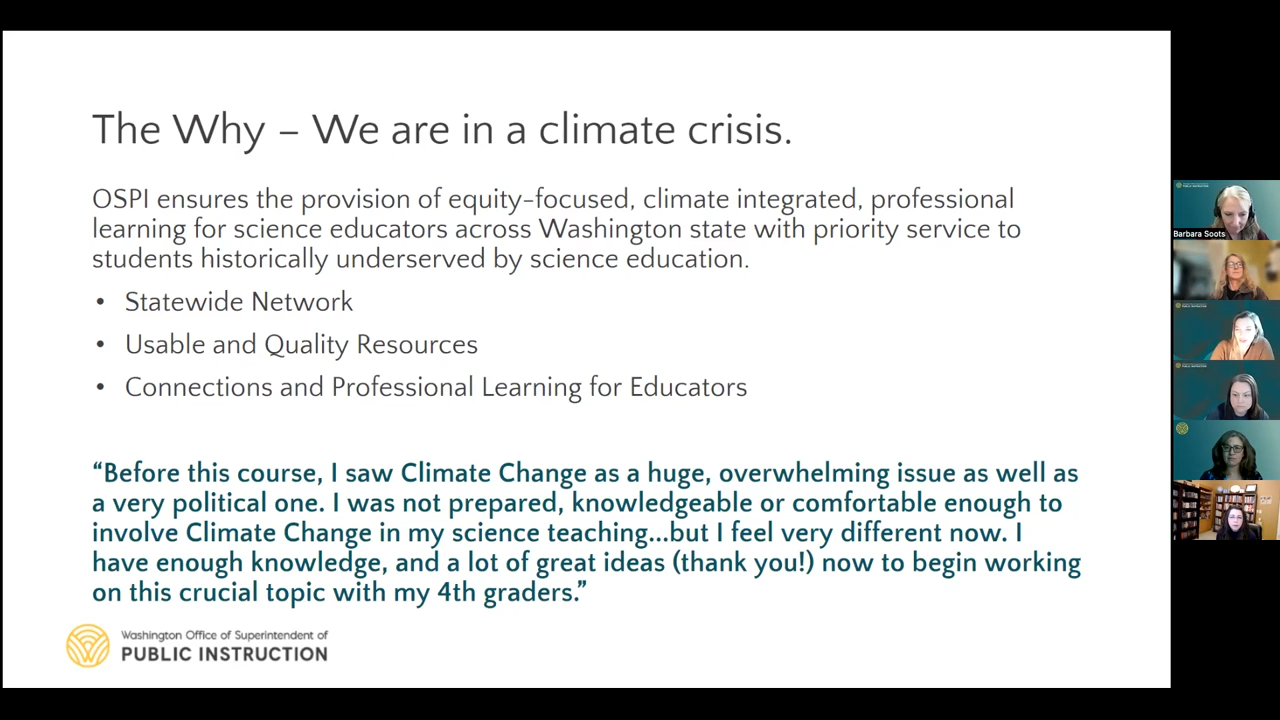 The Why – We are in a climate crisis.
OSPI ensures the provision of equity-focused, climate integrated, professional
learning for science educators across Washington state with priority service to
students historically underserved by science education.
• Statewide Network
• Usable and Quality Resources
• Connections and Professional Learning for Educators
“Before this course, I saw Climate Change as a huge, overwhelming issue as well as
a very political one. I was not prepared, knowledgeable or comfortable enough to
involve Climate Change in my science teaching...but I feel very different now. I
have enough knowledge, and a lot of great ideas (thank you!) now to begin working
on this crucial topic with my 4th graders.”
Washington Office of Superintendent of
PUBLIC INSTRUCTION
PUBLIC INSTRUCTION
Barbara Soots